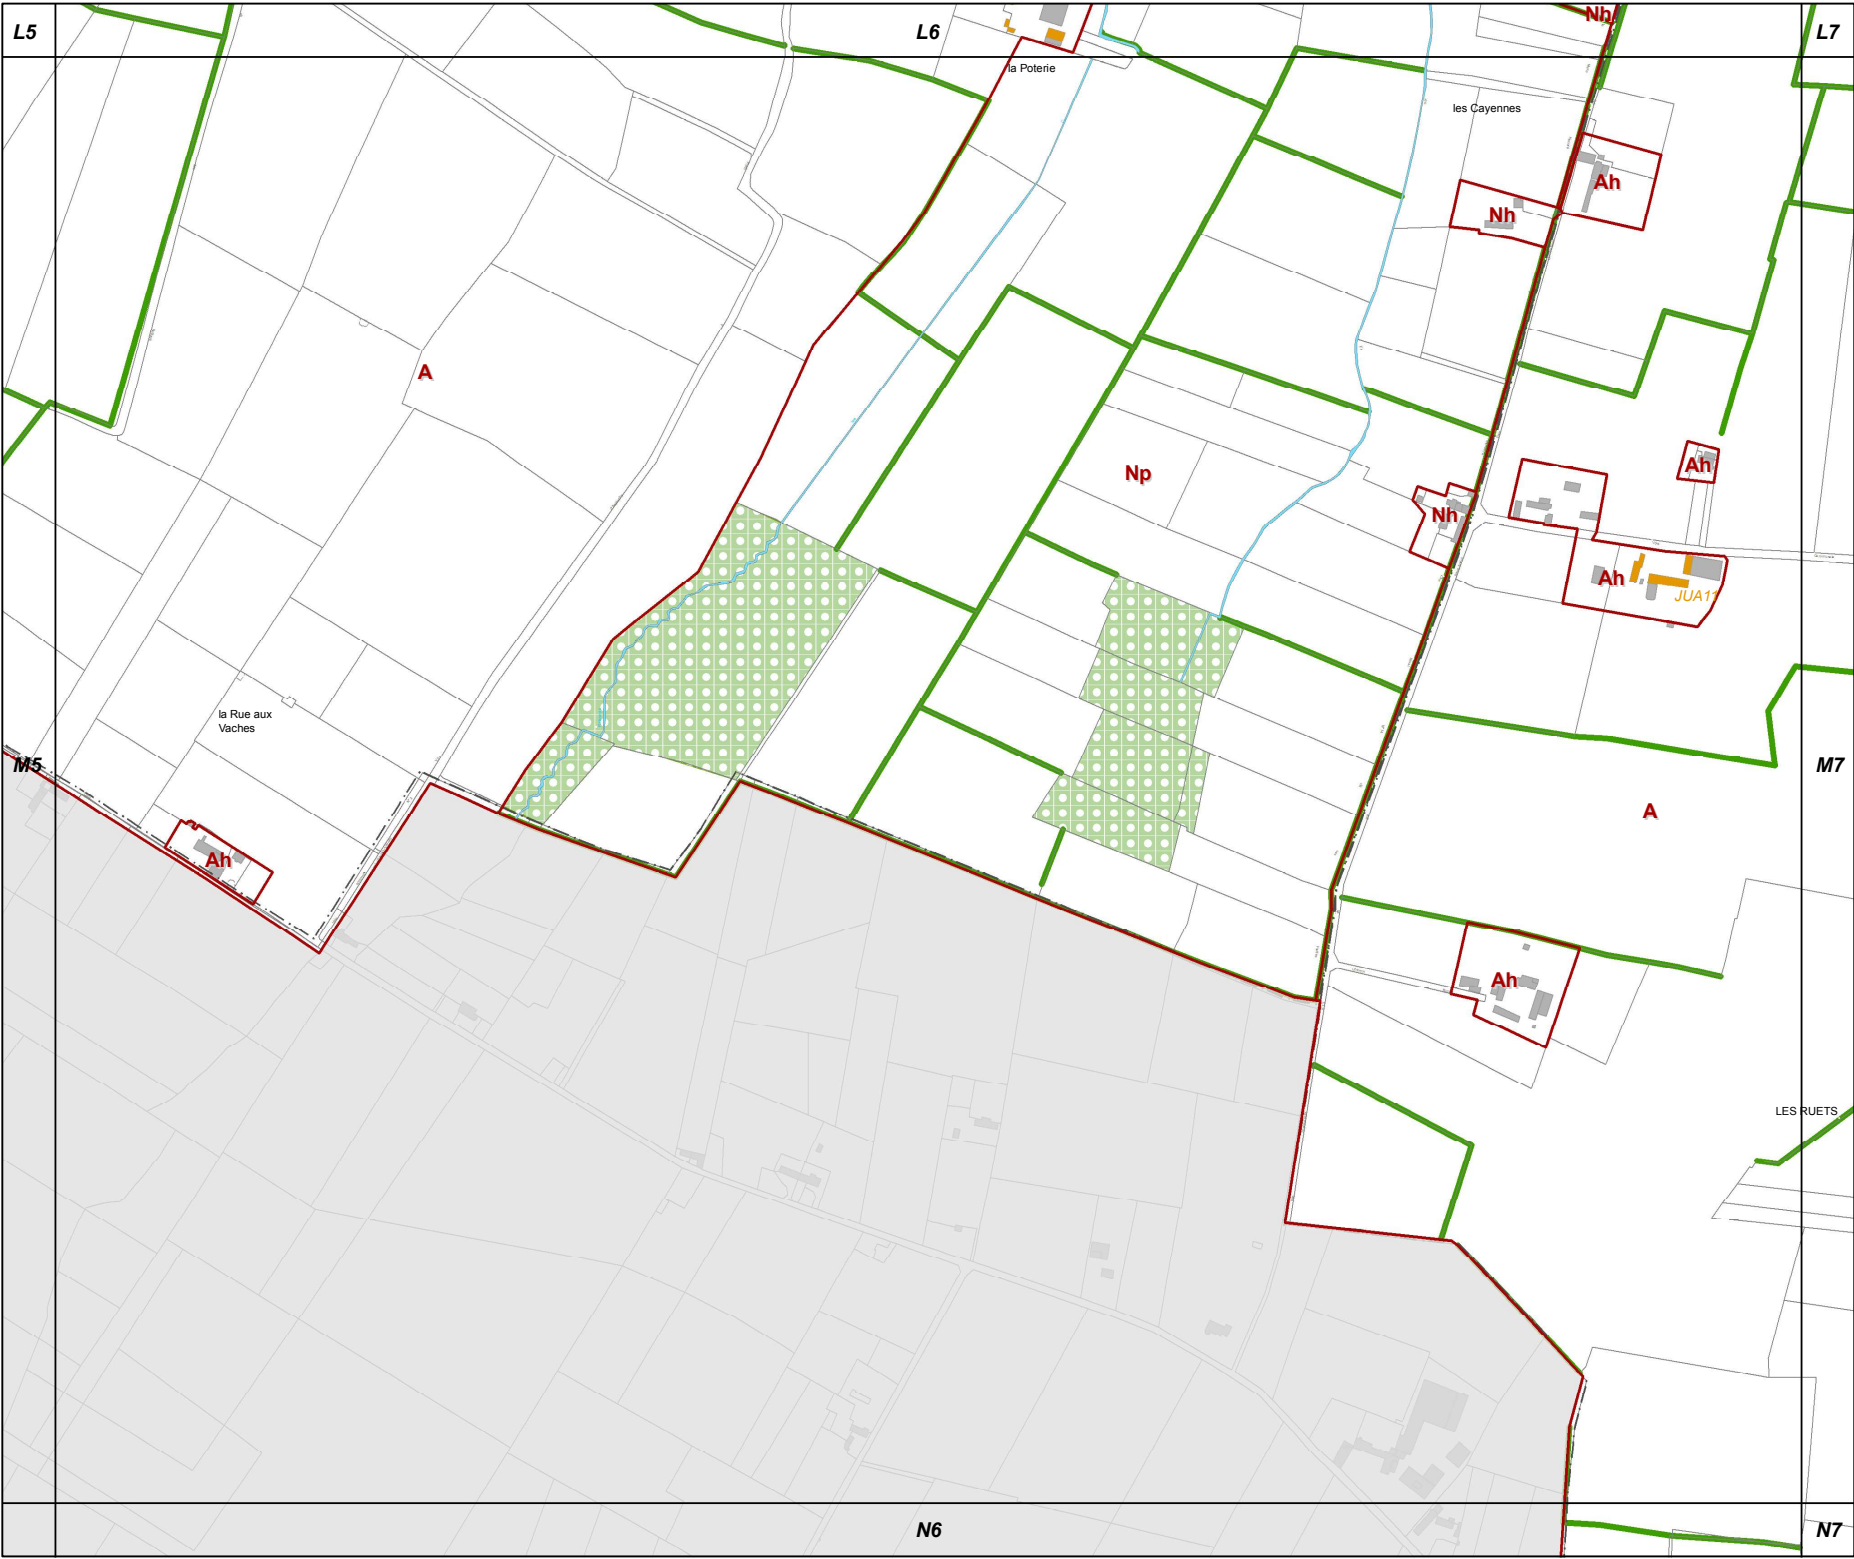 L5
L6
Nh
L7
la Poterie
les Cayennes
Ah
Nh
A
Np
Ah
Nh
Ah
JUA11
la Rue aux
Vaches
M5
M7
A
Ah
Ah
LES RUETS
N6
N7